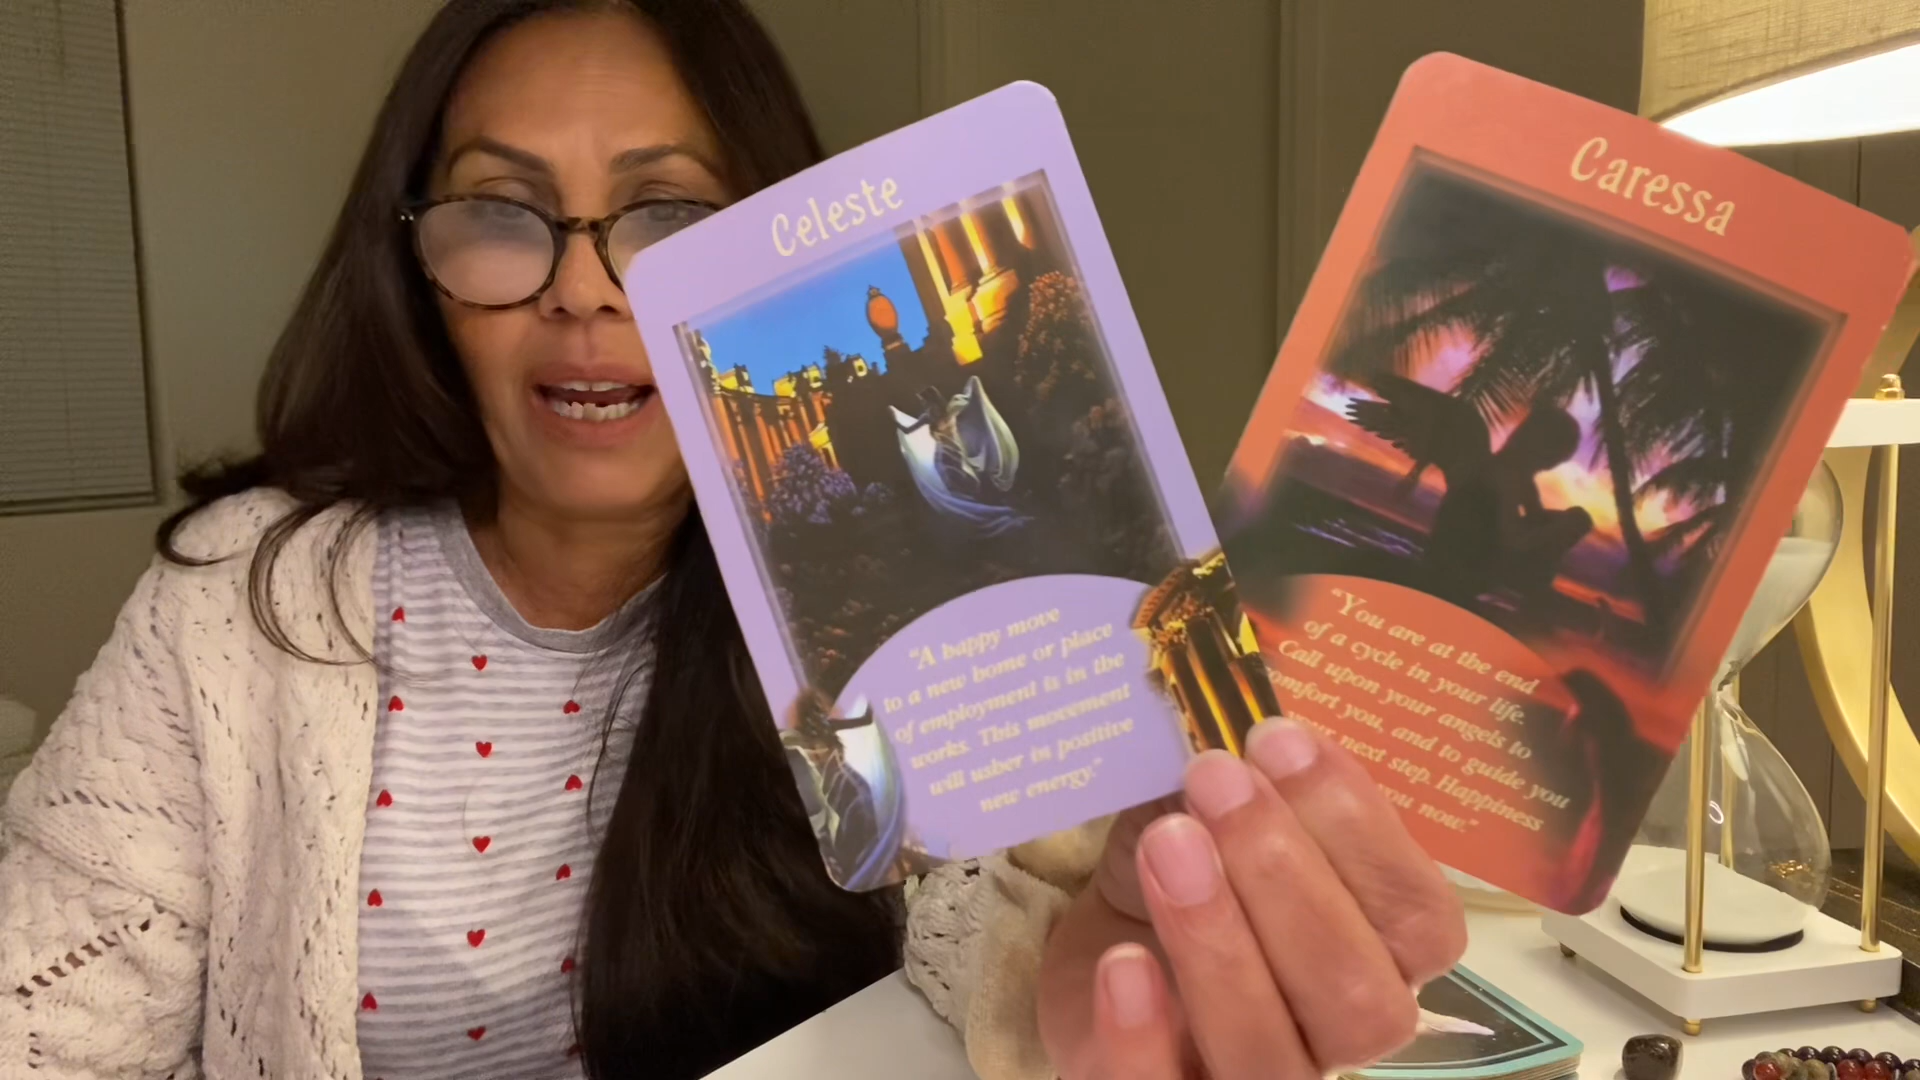 Celeste
"A happy move
to a new home or place
of employment is in the
works. This movement
will usher in positive
new energy."
Caressa
"You are at the end
of a cycle in your life.
Call upon your angels to
comfort you, and to guide you
your next step. Happiness
you now."